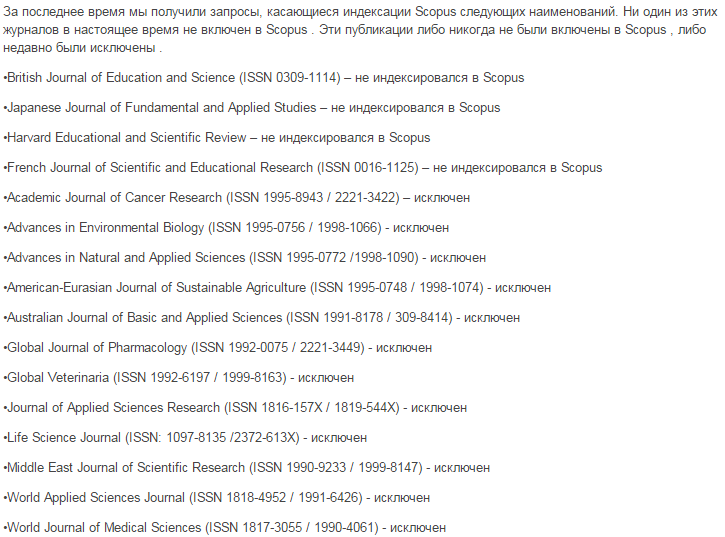 За последнее время мы получили запросы, касающиеся индексации Scopus следующих наименований. Ни один из этих
журналов в настоящее время не включен в Scopus . Эти публикации либо никогда не были включены в Scopus , либо
недавно были исключены .
•British Journal of Education and Science (ISSN 0309-1114) – не индексировался в Scopus
•Japanese Journal of Fundamental and Applied Studies – не индексировался в Scopus
•Harvard Educational and Scientific Review – не индексировался в Scopus
•French Journal of Scientific and Educational Research (ISSN 0016-1125) – не индексировался в Scopus
•Academic Journal of Cancer Research (ISSN 1995-8943 / 2221-3422) – исключен
•Advances in Environmental Biology (ISSN 1995-0756 / 1998-1066) - исключен
•Advances in Natural and Applied Sciences (ISSN 1995-0772 /1998-1090) - исключен
•American-Eurasian Journal of Sustainable Agriculture (ISSN 1995-0748 / 1998-1074) - исключен
•Australian Journal of Basic and Applied Sciences (ISSN 1991-8178 / 309-8414) - исключен
•Global Journal of Pharmacology (ISSN 1992-0075 / 2221-3449) - исключен
•Global Veterinaria (ISSN 1992-6197 / 1999-8163) - исключен
•Journal of Applied Sciences Research (ISSN 1816-157X / 1819-544X) - исключен
•Life Science Journal (ISSN: 1097-8135 /2372-613X) - исключен
•Middle East Journal of Scientific Research (ISSN 1990-9233 / 1999-8147) - исключен
•World Applied Sciences Journal (ISSN 1818-4952 / 1991-6426) - исключен
•World Journal of Medical Sciences (ISSN 1817-3055 / 1990-4061) - исключен